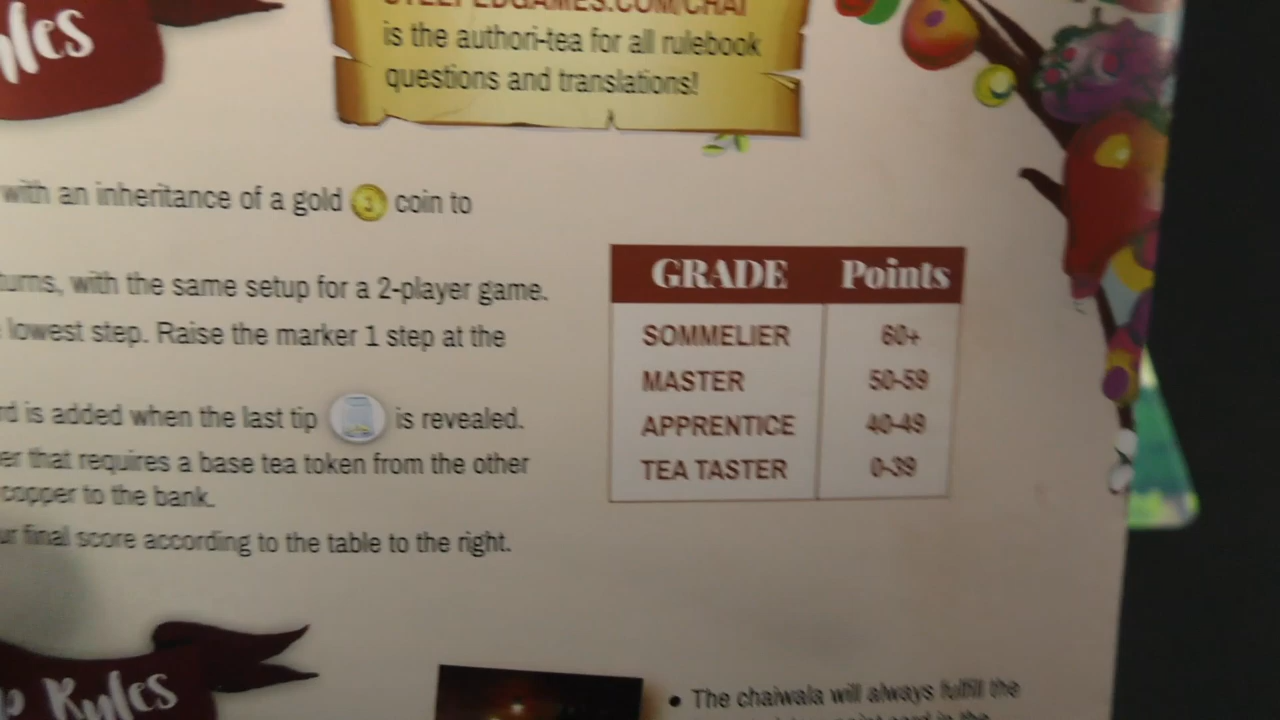 STEEPEDGAMES.COM/CHAI
is the authori-tea for all rulebook
questions and translations!
with an inheritance of a gold 3 coin to
turns, with the same setup for a 2-player game.
lowest step. Raise the marker 1 step at the
rd is added when the last tip is revealed.
er that requires a base tea token from the other
copper to the bank.
ur final score according to the table to the right.
GRADE Points
SOMMELIER 60+
MASTER 50-59
APPRENTICE 40-49
TEA TASTER 0-39
Rules
• The chaiwala will always fulfill the